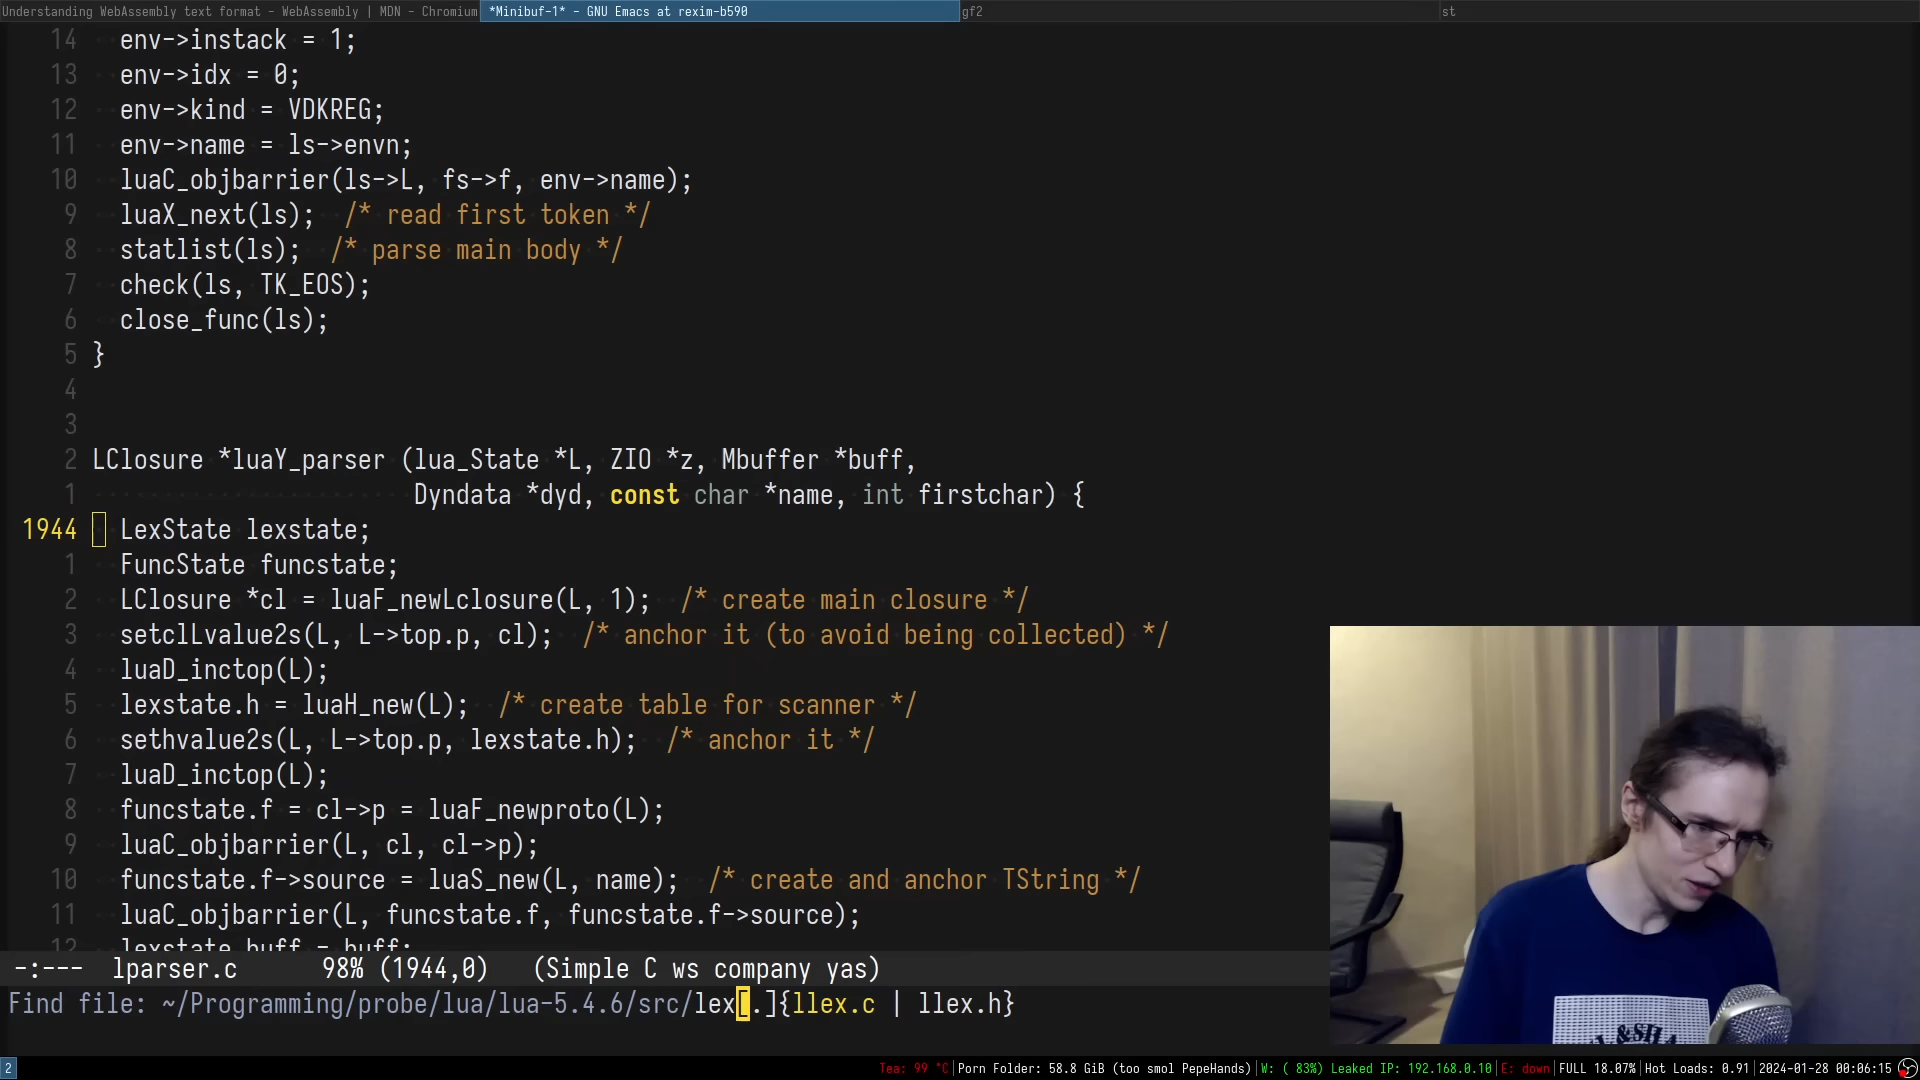 Understanding WebAssembly text format - WebAssembly | MDN - Chromium *Minibuf-1* - GNU Emacs at rexim-b590 gf2 st
14 env->instack = 1;
13 env->idx = 0;
12 env->kind = VDKREG;
11 env->name = ls->envn;
10 luaC_objbarrier(ls->L, fs->f, env->name);
9 luaX_next(ls); /* read first token */
8 statlist(ls); /* parse main body */
7 check(ls, TK_EOS);
6 close_func(ls);
5 }
4
3
2 LClosure *luaY_parser (lua_State *L, ZIO *z, Mbuffer *buff,
1 Dyndata *dyd, const char *name, int firstchar) {
1944 LexState lexstate;
1 FuncState funcstate;
2 LClosure *cl = luaF_newLclosure(L, 1); /* create main closure */
3 setclLvalue2s(L, L->top.p, cl); /* anchor it (to avoid being collected) */
4 luaD_inctop(L);
5 lexstate.h = luaH_new(L); /* create table for scanner */
6 sethvalue2s(L, L->top.p, lexstate.h); /* anchor it */
7 luaD_inctop(L);
8 funcstate.f = cl->p = luaF_newproto(L);
9 luaC_objbarrier(L, cl, cl->p);
10 funcstate.f->source = luaS_new(L, name); /* create and anchor TString */
11 luaC_objbarrier(L, funcstate.f, funcstate.f->source);
12 lexstate.buff = buff;
-:--- lparser.c 98% (1944,0) (Simple C ws company yas)
Find file: ~/Programming/probe/lua/lua-5.4.6/src/lex[.]{llex.c | llex.h}
2 Tea: 99 °C|Porn Folder: 58.8 GiB (too smol PepeHands)|W: ( 83%) Leaked IP: 192.168.0.10|E: down|FULL 18.07%|Hot Loads: 0.91|2024-01-28 00:06:15